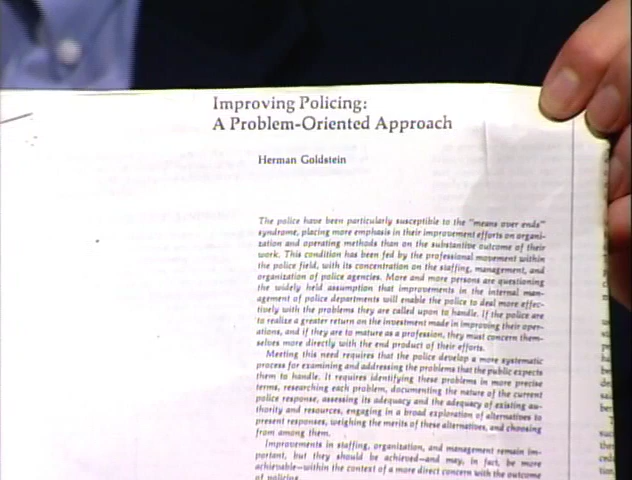 Improving Policing:
A Problem-Oriented Approach
Herman Goldstein
The police have been particularly susceptible to the "means over ends"
syndrome, placing more emphasis in their improvement efforts on organi-
zation and operating methods than on the substantive outcome of their
work. This condition has been fed by the professional movement within
the police field, with its concentration on the staffing, management, and
organization of police agencies. More and more persons are questioning
the widely held assumption that improvements in the internal man-
agement of police departments will enable the police to deal more effec-
tively with the problems they are called upon to handle. If the police are
to realize a greater return on the investment made in improving their oper-
ations, and if they are to mature as a profession, they must concern them-
selves more directly with the end product of their efforts.
Meeting this need requires that the police develop a more systematic
process for examining and addressing the problems that the public expects
them to handle. It requires identifying these problems in more precise
terms, researching each problem, documenting the nature of the current
police response, assessing its adequacy and the adequacy of existing au-
thority and resources, engaging in a broad exploration of alternatives to
present responses, weighing the merits of these alternatives, and choosing
from among them.
Improvements in staffing, organization, and management remain im-
portant, but they should be achieved—and may, in fact, be more
achievable—within the context of a more direct concern with the outcome
of policing.